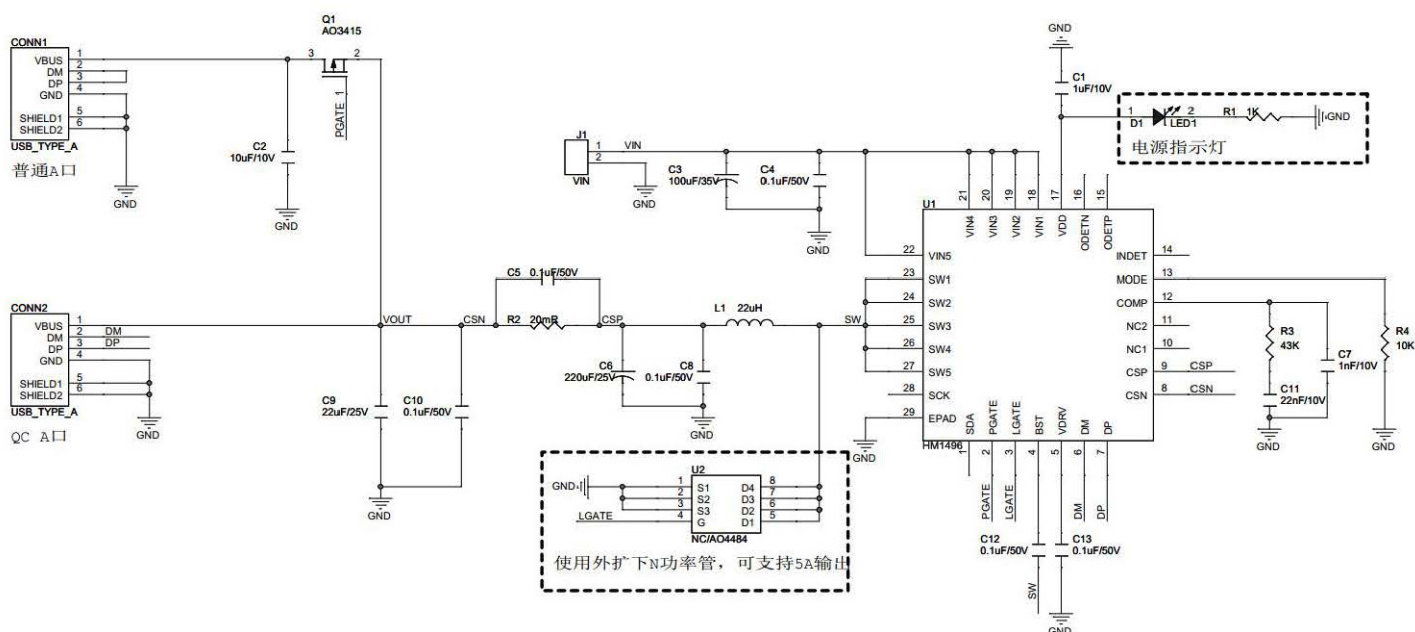 CONN1
VBUS 1
DM 2
DP 3
GND 4
SHIELD1 5
SHIELD2 6
USB_TYPE_A
普通A口
GND
Q1
AO3415
3
2
PGATE 1
C2
10uF/10V
GND
J1
1
2
VIN
VIN
GND
C3
100uF/35V
C4
0.1uF/50V
GND
GND
C1
1uF/10V
1
D1
LED1
2
R1
1K
GND
电源指示灯
U1
21 20 19 18 17 16 15
VIN4 VIN3 VIN2 VIN1 VDD ODETN ODETP
22 VIN5
23 SW1
24 SW2
25 SW3
26 SW4
27 SW5
28 SCK
29 EPAD
INDET 14
MODE 13
COMP 12
NC2 11
NC1 10
CSP 9 CSP
CSN 8 CSN
SDA PGATE LGATE BST VDRV DM DP
1 2 3 4 5 6 7
HM1496
GND
PGATE
LGATE
DM
DP
C12
0.1uF/50V
C13
0.1uF/50V
SW
GND
R3
43K
C11
22nF/10V
GND
C7
1nF/10V
R4
10K
GND
CONN2
VBUS 1
DM 2 DM
DP 3 DP
GND 4
SHIELD1 5
SHIELD2 6
USB_TYPE_A
QC A口
GND
VOUT
CSN
C5 0.1uF/50V
R2 20mR
CSP
L1 22uH
SW
C9
22uF/25V
C10
0.1uF/50V
GND
C6
220uF/25V
C8
0.1uF/50V
GND
U2
GND
1 S1 D4 8
2 S2 D3 7
3 S3 D2 6
LGATE 4 G D1 5
NC/AO4484
使用外扩下N功率管，可支持5A输出